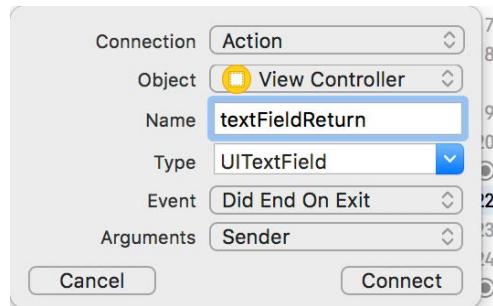 Connection Action
Object View Controller
Name textFieldReturn
Type UITextField
Event Did End On Exit
Arguments Sender
Cancel Connect